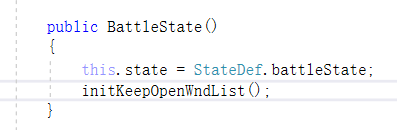 public BattleState()
{
this.state = StateDef.battleState;
initKeepOpenWndList();
}